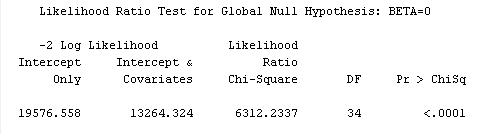 Likelihood Ratio Test for Global Null Hypothesis: BETA=0
-2 Log Likelihood Likelihood
Intercept Intercept & Ratio
Only Covariates Chi-Square DF Pr > ChiSq
19576.558 13264.324 6312.2337 34 <.0001